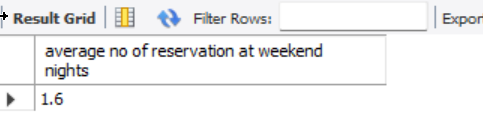 Result Grid Filter Rows: Expor
average no of reservation at weekend
nights
1.6